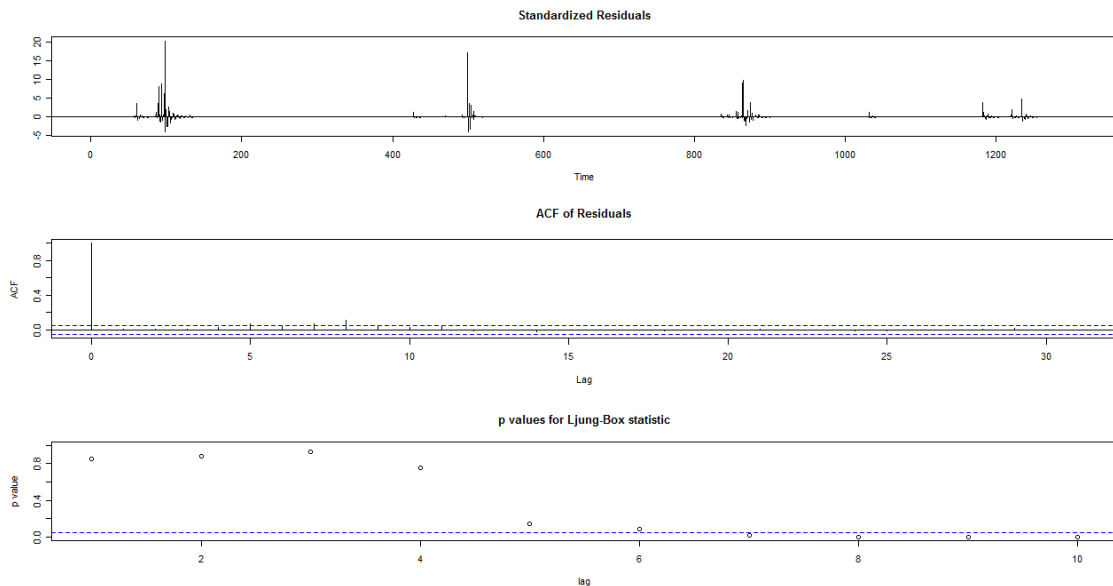 Standardized Residuals
20
15
10
5
0
-5
0 200 400 600 800 1000 1200
Time
ACF of Residuals
ACF
0.8
0.4
0.0
0 5 10 15 20 25 30
Lag
p values for Ljung-Box statistic
p value
0.8
0.4
0.0
2 4 6 8 10
lag